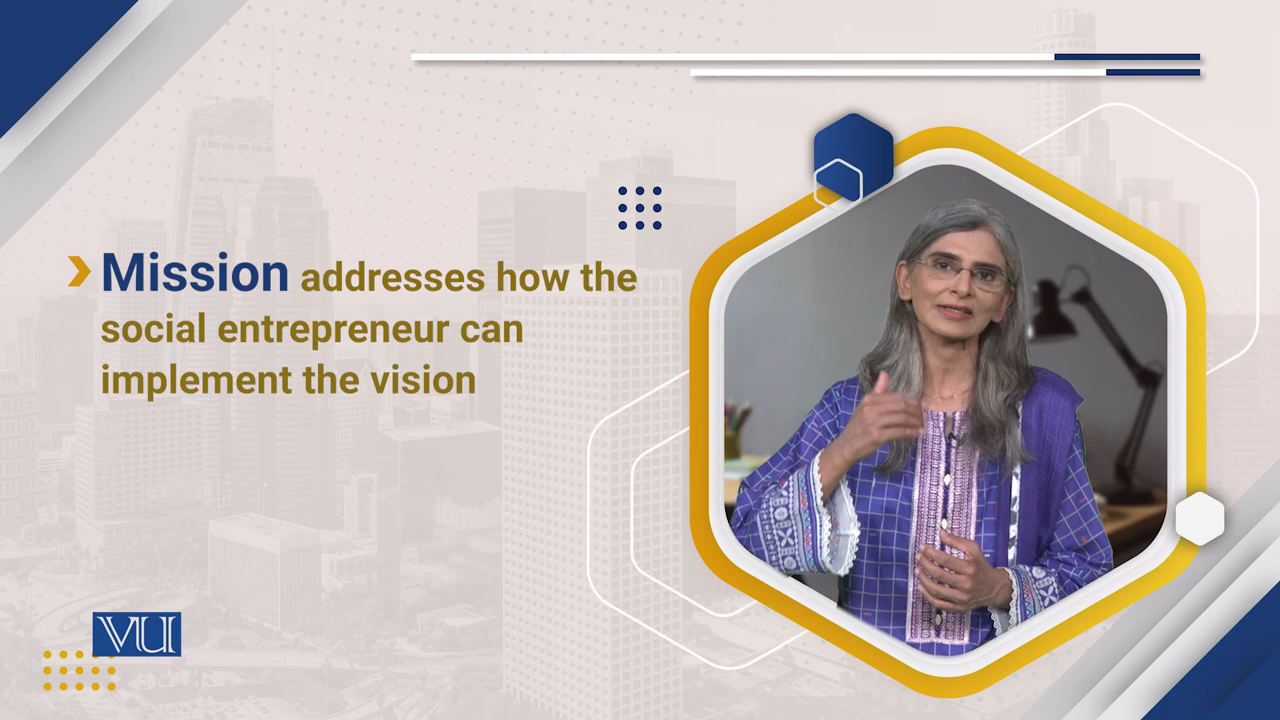 Mission addresses how the
social entrepreneur can
implement the vision
VU